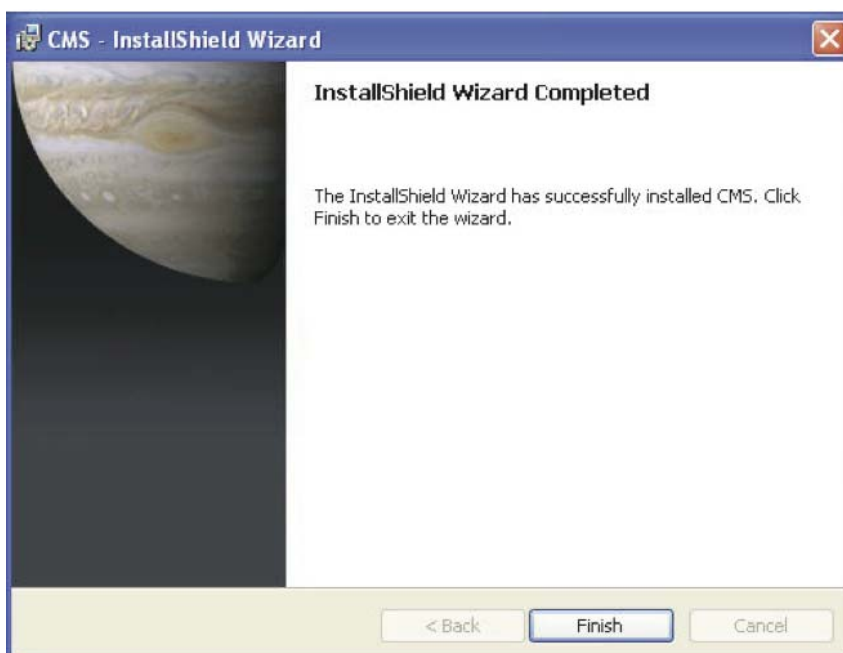 CMS - InstallShield Wizard
InstallShield Wizard Completed
The InstallShield Wizard has successfully installed CMS. Click
Finish to exit the wizard.
< Back
Finish
Cancel